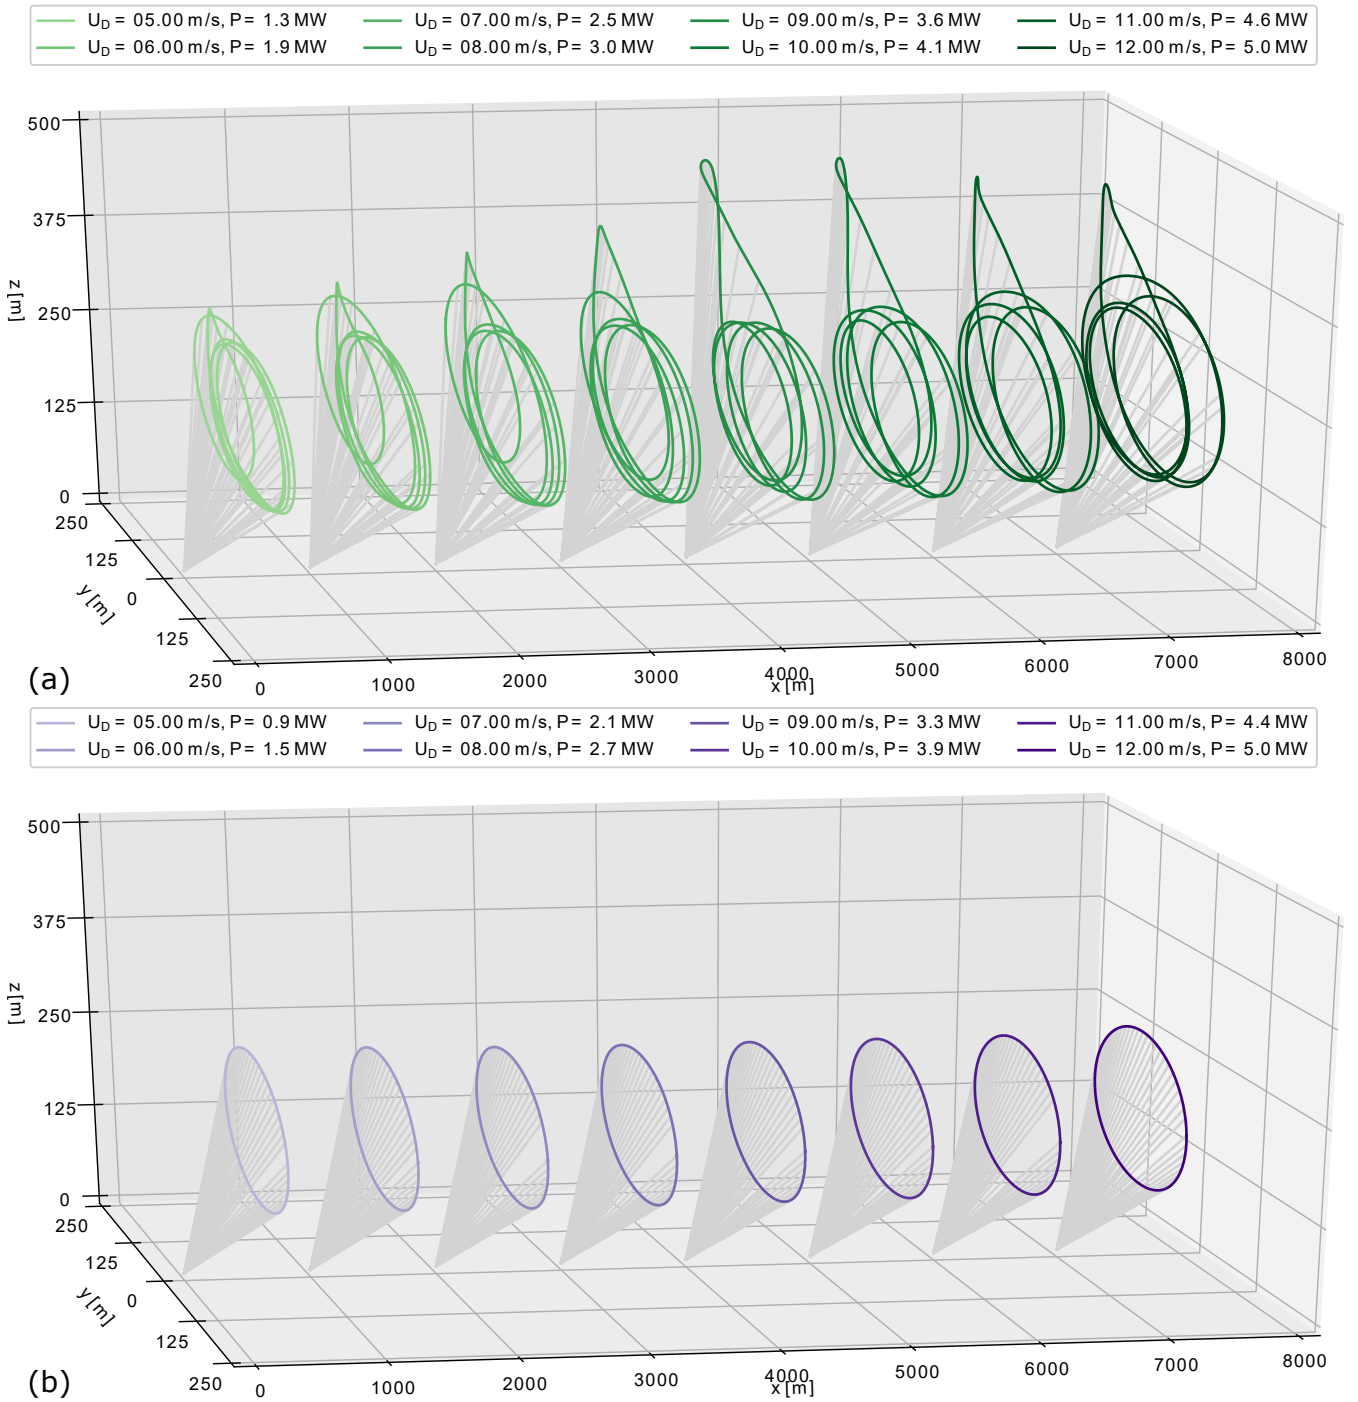 U_D = 05.00 m/s, P= 1.3 MW
U_D = 06.00 m/s, P= 1.9 MW
U_D = 07.00 m/s, P= 2.5 MW
U_D = 08.00 m/s, P= 3.0 MW
U_D = 09.00 m/s, P= 3.6 MW
U_D = 10.00 m/s, P= 4.1 MW
U_D = 11.00 m/s, P= 4.6 MW
U_D = 12.00 m/s, P= 5.0 MW
500
375
250
125
0
z [m]
250
125
0
125
250
y [m]
0
1000
2000
3000
4000
5000
6000
7000
8000
x [m]
(a)
U_D = 05.00 m/s, P= 0.9 MW
U_D = 06.00 m/s, P= 1.5 MW
U_D = 07.00 m/s, P= 2.1 MW
U_D = 08.00 m/s, P= 2.7 MW
U_D = 09.00 m/s, P= 3.3 MW
U_D = 10.00 m/s, P= 3.9 MW
U_D = 11.00 m/s, P= 4.4 MW
U_D = 12.00 m/s, P= 5.0 MW
500
375
250
125
0
z [m]
250
125
0
125
250
y [m]
0
1000
2000
3000
4000
5000
6000
7000
8000
x [m]
(b)